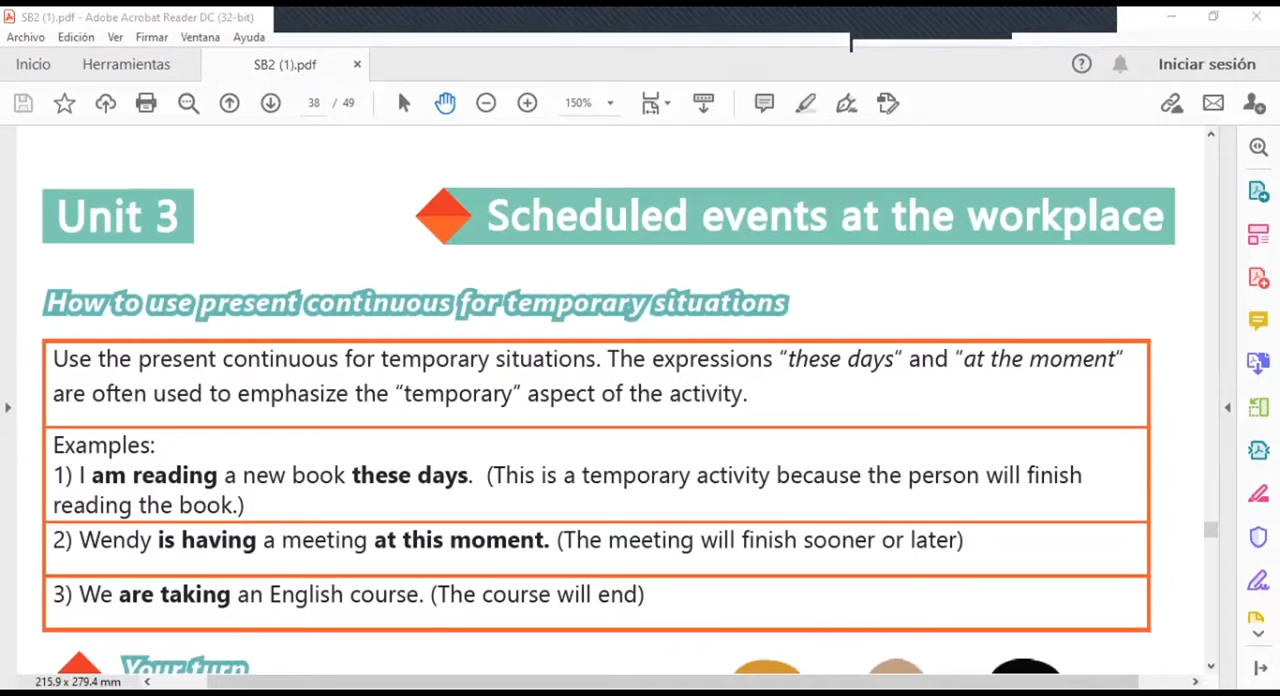 SB2 (1).pdf - Adobe Acrobat Reader DC (32-bit)
Archivo Edición Ver Firmar Ventana Ayuda
Inicio Herramientas SB2 (1).pdf × Iniciar sesión
38 / 49 150%
Unit 3 Scheduled events at the workplace
How to use present continuous for temporary situations
Use the present continuous for temporary situations. The expressions “these days“ and “at the moment“
are often used to emphasize the “temporary” aspect of the activity.
Examples:
1) I am reading a new book these days. (This is a temporary activity because the person will finish
reading the book.)
2) Wendy is having a meeting at this moment. (The meeting will finish sooner or later)
3) We are taking an English course. (The course will end)
Your turn
215.9 x 279.4 mm